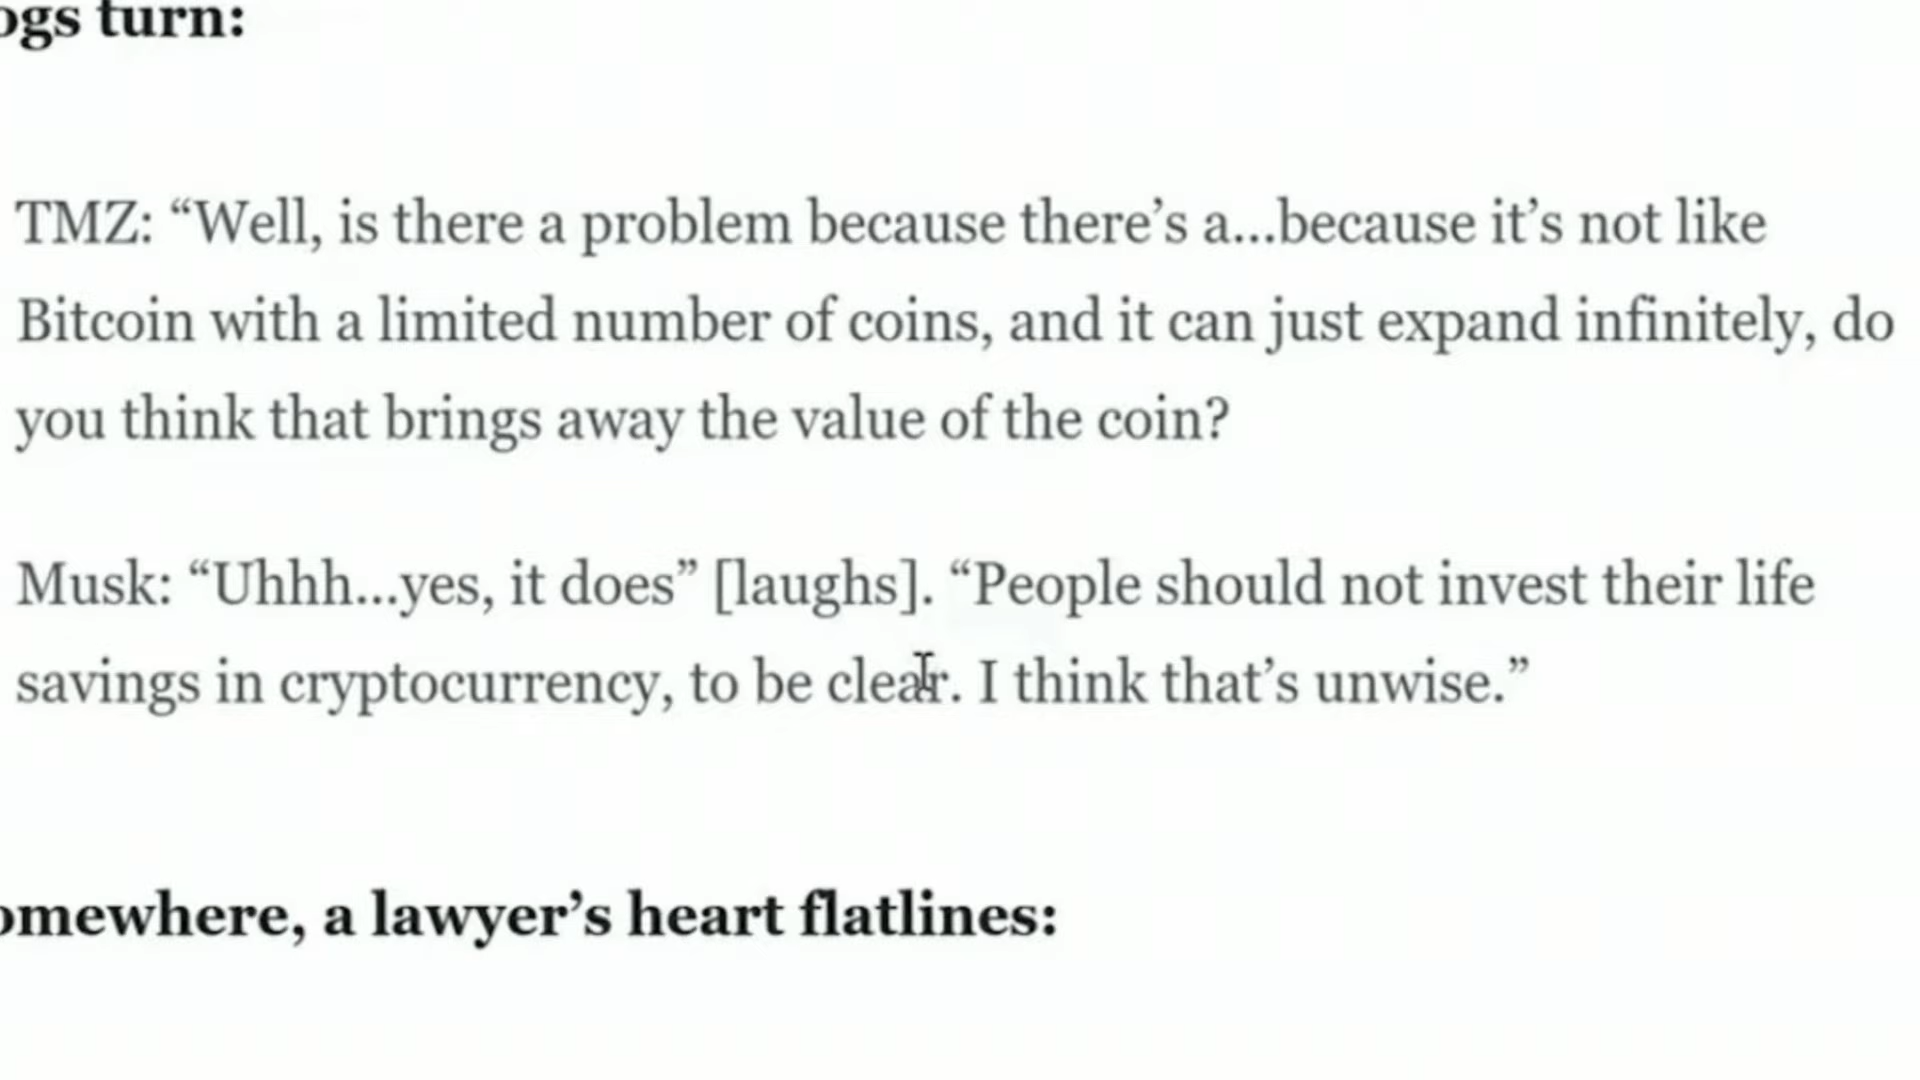 ogs turn:
TMZ: “Well, is there a problem because there’s a...because it’s not like
Bitcoin with a limited number of coins, and it can just expand infinitely, do
you think that brings away the value of the coin?
Musk: “Uhhh...yes, it does” [laughs]. “People should not invest their life
savings in cryptocurrency, to be clear. I think that’s unwise.”
omewhere, a lawyer’s heart flatlines: